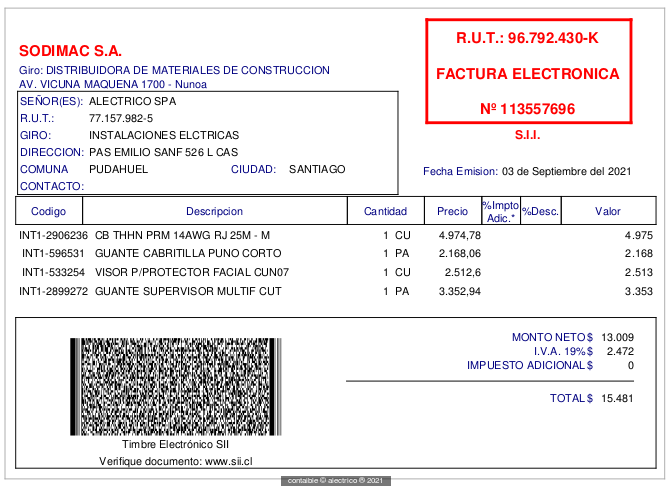 SODIMAC S.A.
Giro: DISTRIBUIDORA DE MATERIALES DE CONSTRUCCION
AV. VICUNA MAQUENA 1700 - Nunoa
R.U.T.: 96.792.430-K
FACTURA ELECTRONICA
Nº 113557696
S.I.I.
SEÑOR(ES): ALECTRICO SPA
R.U.T.: 77.157.982-5
GIRO: INSTALACIONES ELCTRICAS
DIRECCION: PAS EMILIO SANF 526 L CAS
COMUNA PUDAHUEL CIUDAD: SANTIAGO
CONTACTO:
Fecha Emision: 03 de Septiembre del 2021
Codigo Descripcion Cantidad Precio %Impto Adic.* %Desc. Valor
INT1-2906236 CB THHN PRM 14AWG RJ 25M - M 1 CU 4.974,78 4.975
INT1-596531 GUANTE CABRITILLA PUNO CORTO 1 PA 2.168,06 2.168
INT1-533254 VISOR P/PROTECTOR FACIAL CUN07 1 CU 2.512,6 2.513
INT1-2899272 GUANTE SUPERVISOR MULTIF CUT 1 PA 3.352,94 3.353
MONTO NETO $ 13.009
I.V.A. 19% $ 2.472
IMPUESTO ADICIONAL $ 0
TOTAL $ 15.481
Timbre Electrónico SII
Verifique documento: www.sii.cl
contaible © alectrico ® 2021